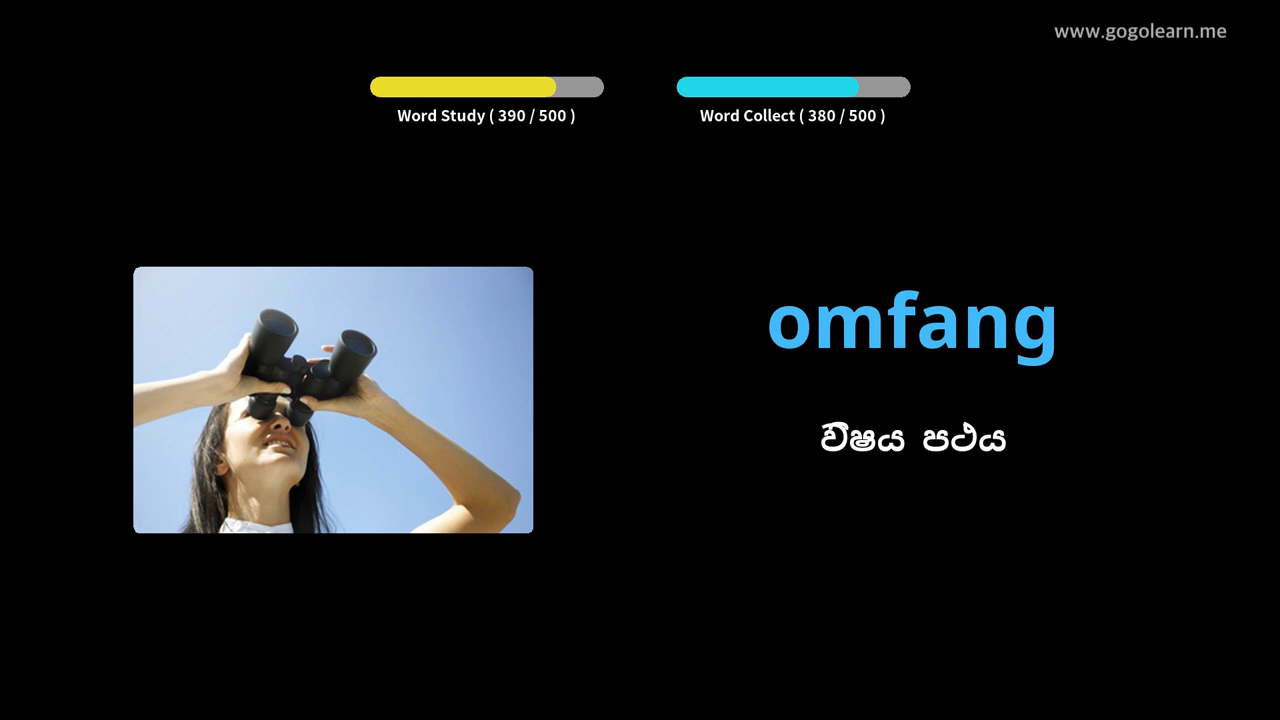 www.gogolearn.me
Word Study ( 390 / 500 )
Word Collect ( 380 / 500 )
omfang
විෂය පථය